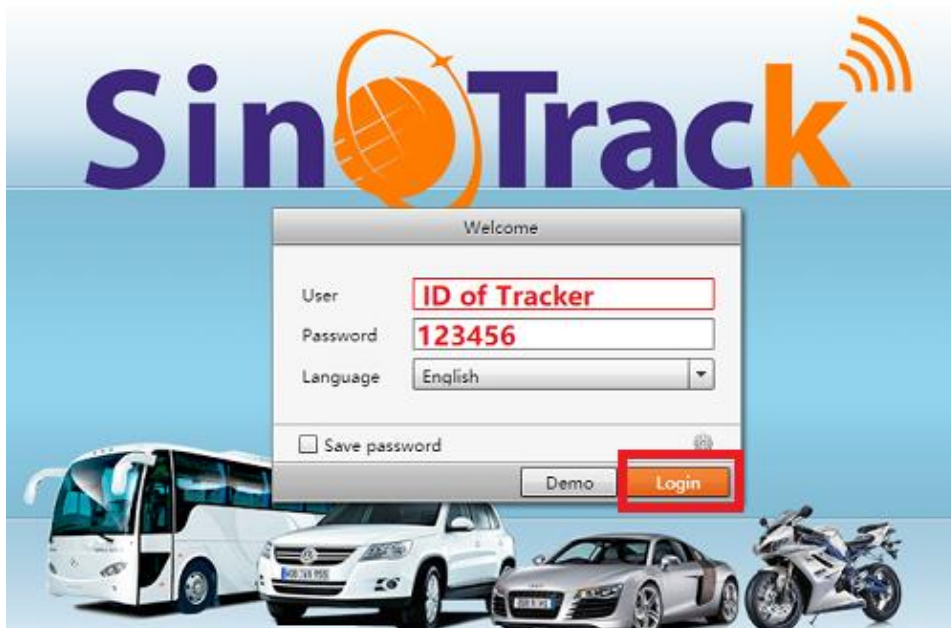 SinoTrack
Welcome
User ID of Tracker
Password 123456
Language English
Save password
Demo Login